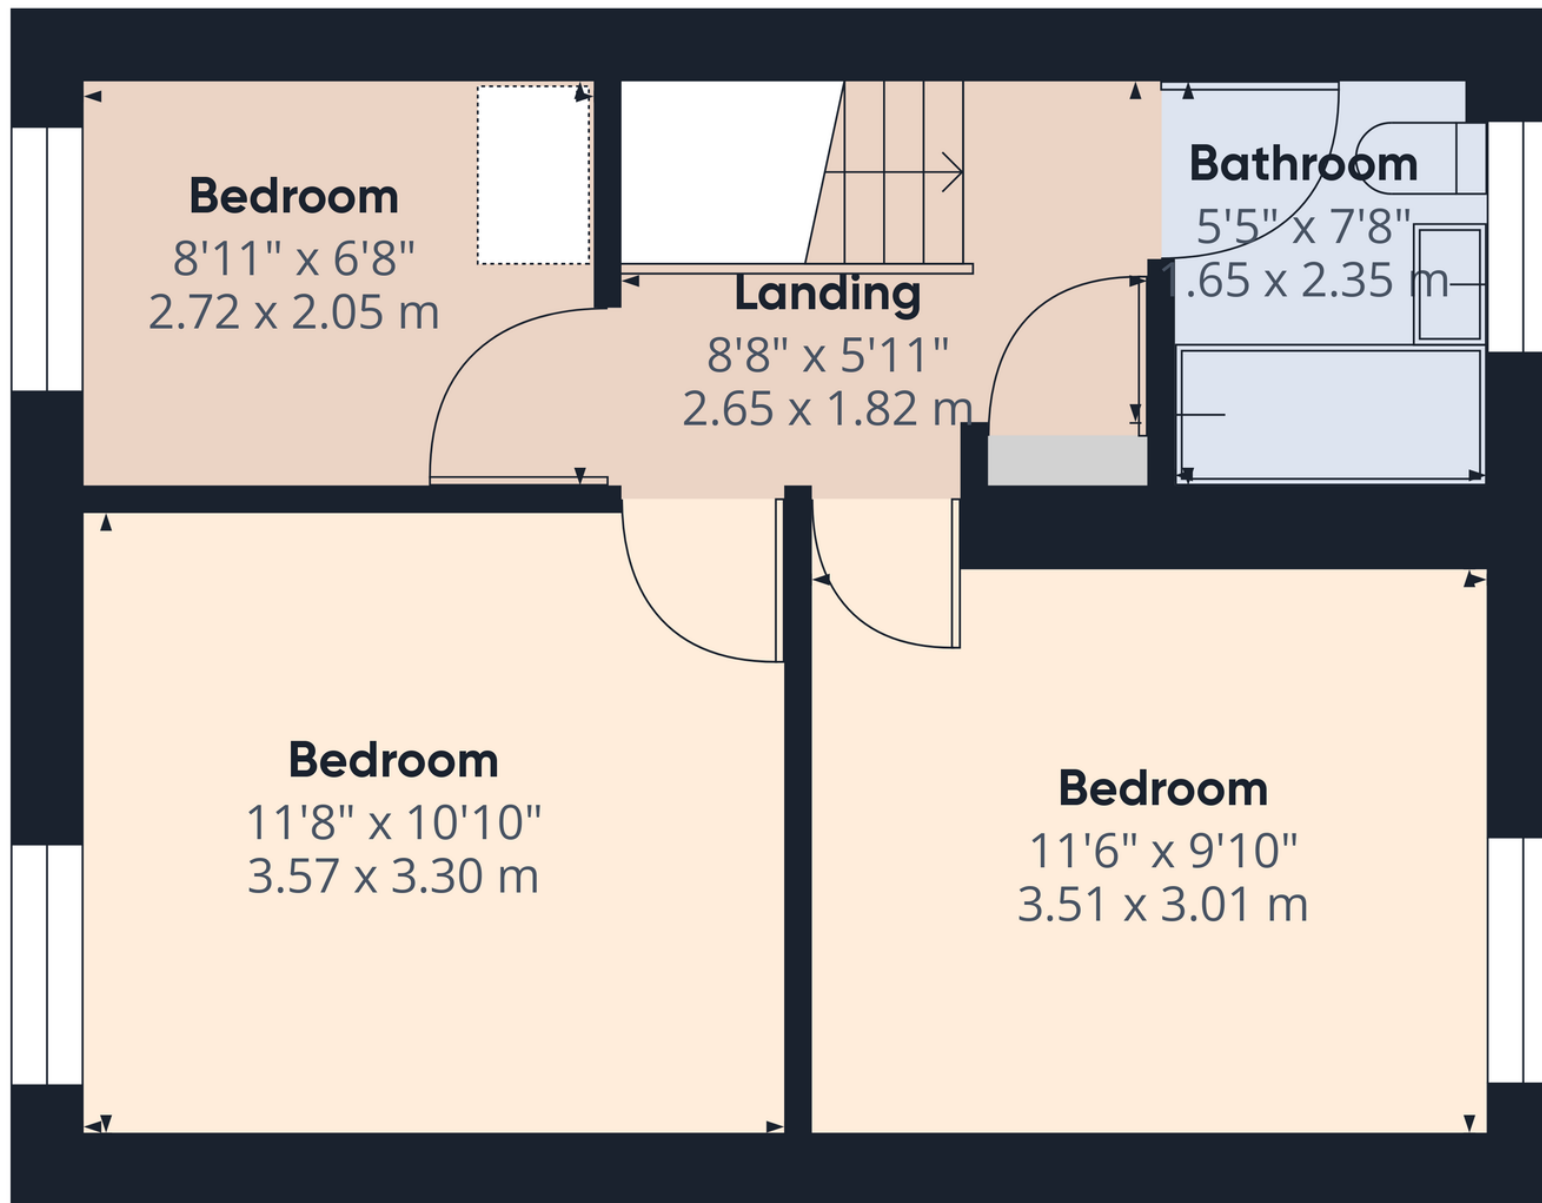 Bedroom
8'11" x 6'8"
2.72 x 2.05 m
Landing
8'8" x 5'11"
2.65 x 1.82 m
Bathroom
5'5" x 7'8"
1.65 x 2.35 m
Bedroom
11'8" x 10'10"
3.57 x 3.30 m
Bedroom
11'6" x 9'10"
3.51 x 3.01 m